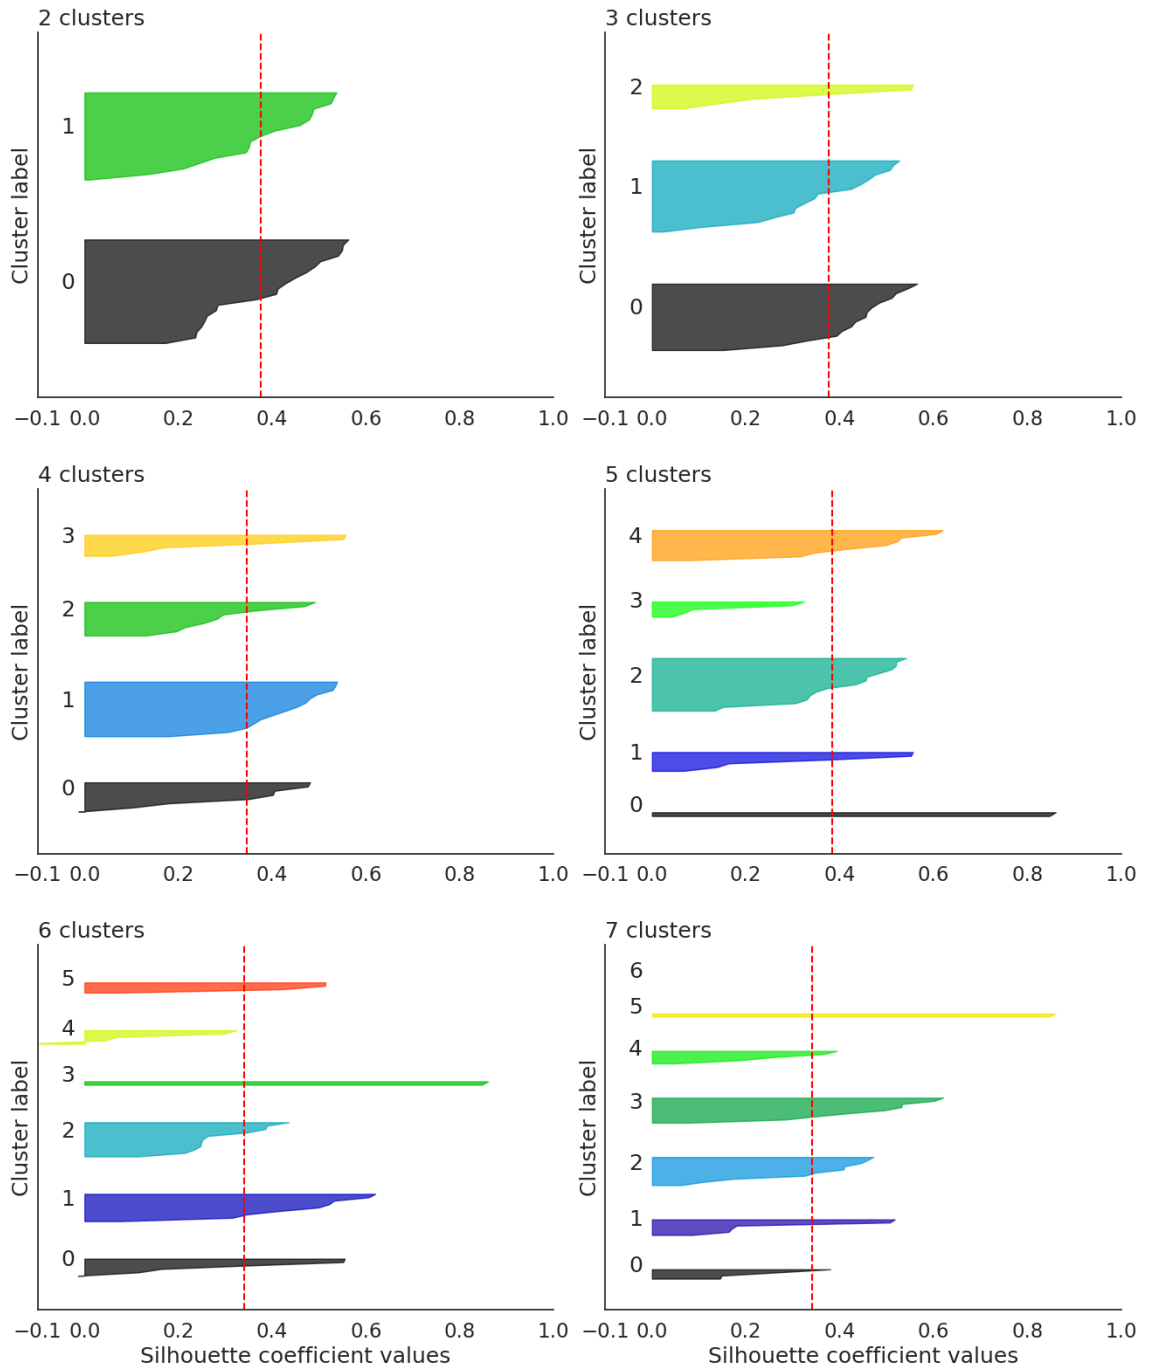 2 clusters
1
0
Cluster label
−0.1 0.0 0.2 0.4 0.6 0.8 1.0
3 clusters
2
1
0
Cluster label
−0.1 0.0 0.2 0.4 0.6 0.8 1.0
4 clusters
3
2
1
0
Cluster label
−0.1 0.0 0.2 0.4 0.6 0.8 1.0
5 clusters
4
3
2
1
0
Cluster label
−0.1 0.0 0.2 0.4 0.6 0.8 1.0
6 clusters
5
4
3
2
1
0
Cluster label
−0.1 0.0 0.2 0.4 0.6 0.8 1.0
Silhouette coefficient values
7 clusters
6
5
4
3
2
1
0
Cluster label
−0.1 0.0 0.2 0.4 0.6 0.8 1.0
Silhouette coefficient values